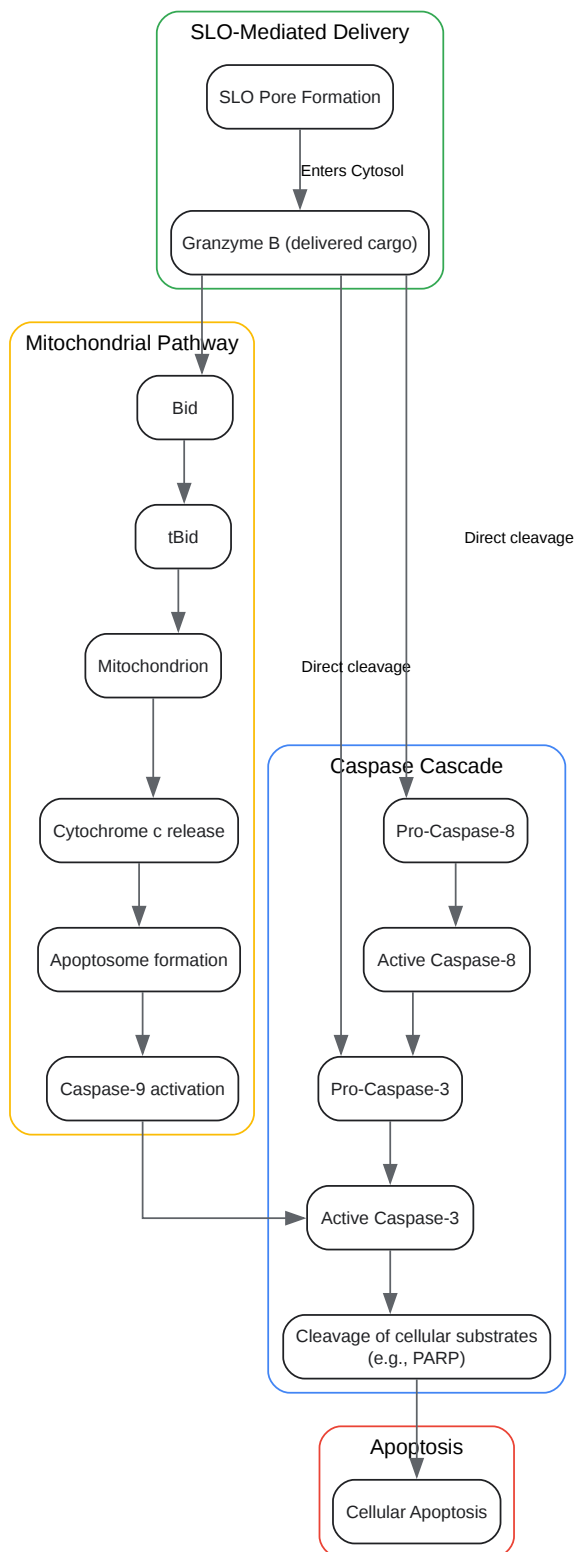 SLO-Mediated Delivery
SLO Pore Formation
Enters Cytosol
Granzyme B (delivered cargo)
Mitochondrial Pathway
Bid
tBid
Direct cleavage
Mitochondrion
Direct cleavage
Caspase Cascade
Cytochrome c release
Pro-Caspase-8
Apoptosome formation
Active Caspase-8
Caspase-9 activation
Pro-Caspase-3
Active Caspase-3
Cleavage of cellular substrates
(e.g., PARP)
Apoptosis
Cellular Apoptosis